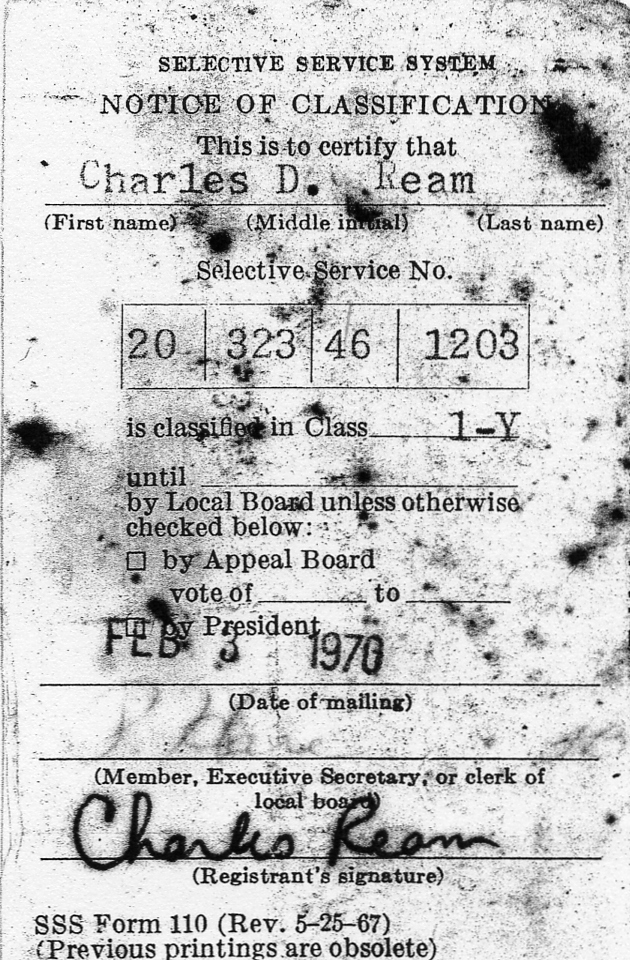 SELECTIVE SERVICE SYSTEM
NOTICE OF CLASSIFICATION
This is to certify that
Charles D. Ream
(First name) (Middle initial) (Last name)
Selective Service No.
20 323 46 1203
is classified in Class 1-Y
until
by Local Board unless otherwise
checked below:
☐ by Appeal Board
vote of to
☐ by President
FEB 3 1970
(Date of mailing)
(Member, Executive Secretary, or clerk of
local board)
Charles Ream
(Registrant's signature)
SSS Form 110 (Rev. 5-25-67)
(Previous printings are obsolete)